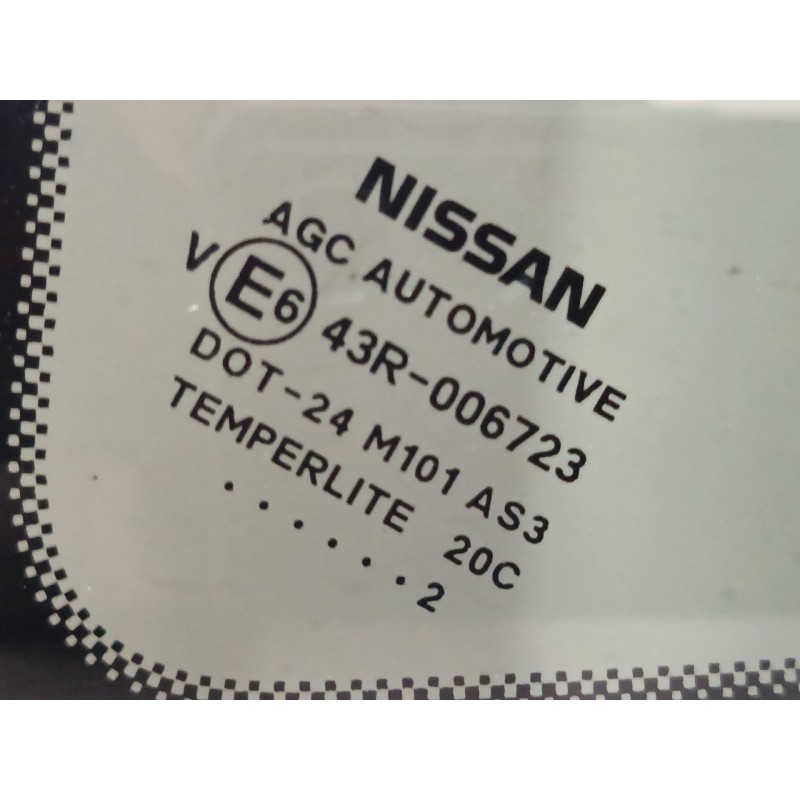 NISSAN
AGC AUTOMOTIVE
V E6 43R-006723
DOT-24 M101 AS3
TEMPERLITE 20C
. . . . . . 2